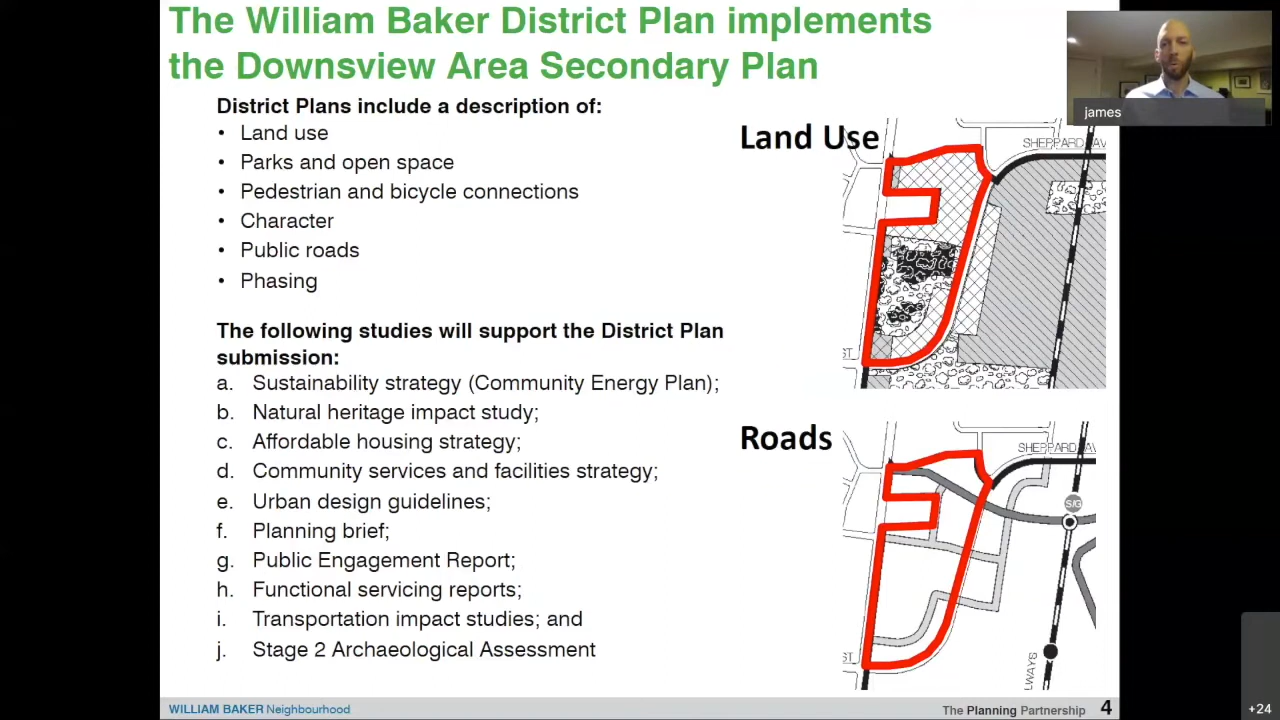 The William Baker District Plan implements
the Downsview Area Secondary Plan
james
District Plans include a description of:
• Land use
• Parks and open space
• Pedestrian and bicycle connections
• Character
• Public roads
• Phasing
The following studies will support the District Plan
submission:
a. Sustainability strategy (Community Energy Plan);
b. Natural heritage impact study;
c. Affordable housing strategy;
d. Community services and facilities strategy;
e. Urban design guidelines;
f. Planning brief;
g. Public Engagement Report;
h. Functional servicing reports;
i. Transportation impact studies; and
j. Stage 2 Archaeological Assessment
Land Use
SHEPPARD AV
ST
Roads
SHEPPARD AV
S/G
ST
LWAYS
WILLIAM BAKER Neighbourhood
The Planning Partnership 4
+24